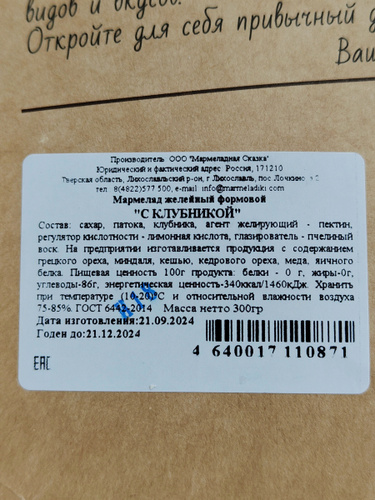 видов и вкусов.
Откройте для себя привычный
Ваш
Производитель ООО "Мармеладная Сказка"
Юридический и фактический адрес Россия, 171210
Тверская область, Лихославльский р-он, г Лихославль, пос Лочкино
тел 8(4822)577 500, e-mail info@marmeladiki.com
Мармелад желейный формовой
"С КЛУБНИКОЙ"
Состав: сахар, патока, клубника, агент желирующий - пектин,
регулятор кислотности - лимонная кислота, глазирователь - пчелиный
воск. На предприятии изготавливается продукция с содержанием
грецкого ореха, миндаля, кешью, кедрового ореха, меда, яичного
белка. Пищевая ценность 100г продукта: белки - 0 г, жиры-0г,
углеводы-86г, энергетическая ценность-340ккал/1460кДж. Хранить
при температуре (10-20)°С и относительной влажности воздуха
75-85%. ГОСТ 6442-2014 Масса нетто 300гр
Дата изготовления:21.09.2024
Годен до:21.12.2024
4 640017 110871
EAC